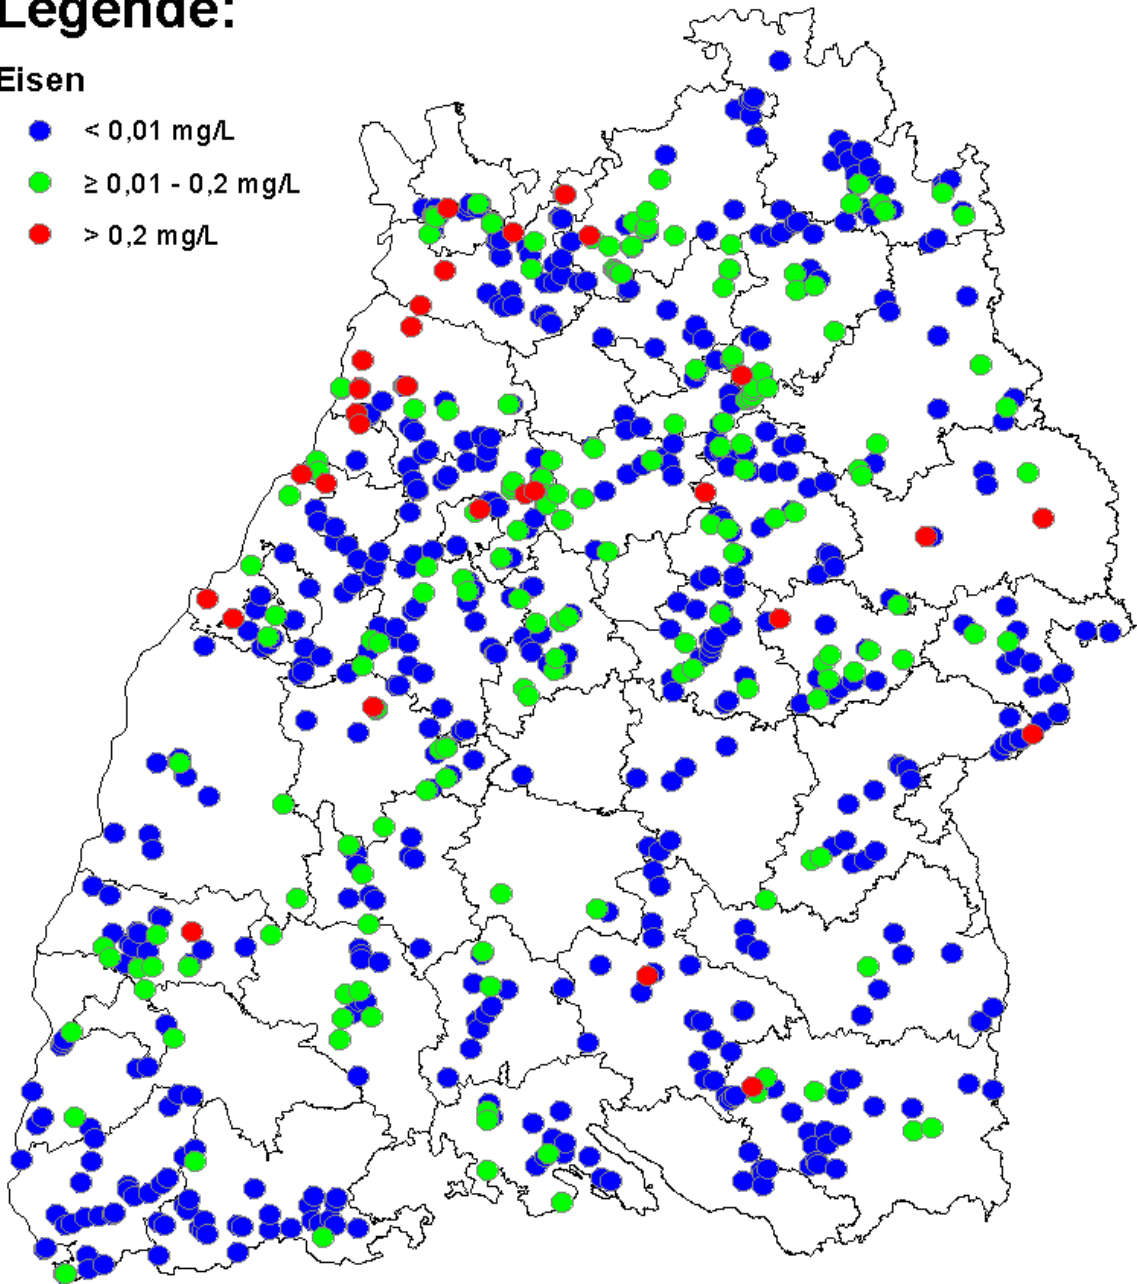 Legende:
Eisen
< 0,01 mg/L
≥ 0,01 - 0,2 mg/L
> 0,2 mg/L